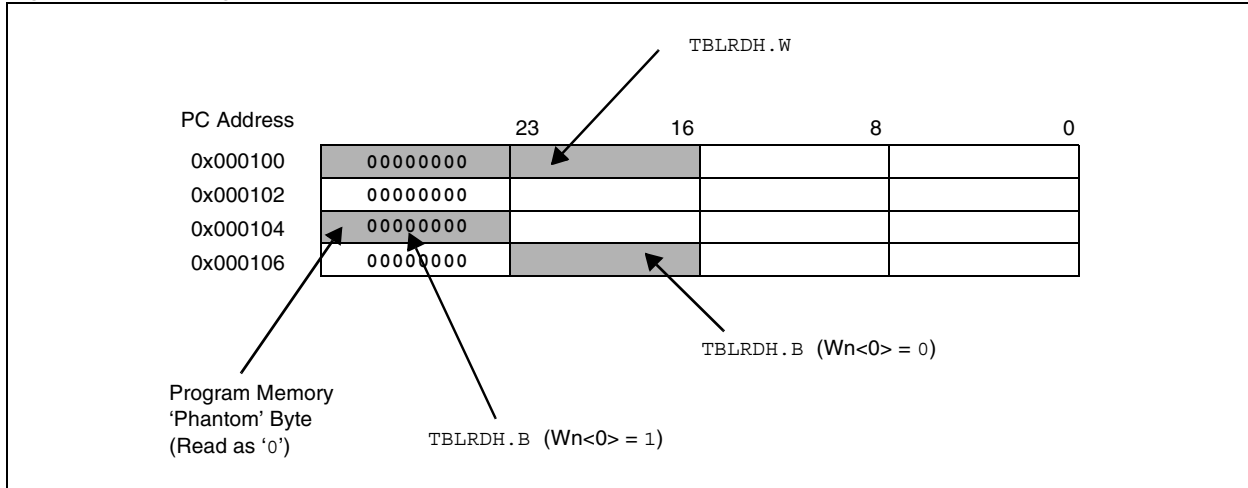 TBLRDH.W
PC Address
23 16 8 0
0x000100 00000000
0x000102 00000000
0x000104 00000000
0x000106 00000000
TBLRDH.B (Wn<0> = 0)
Program Memory
‘Phantom’ Byte
(Read as ‘0’)
TBLRDH.B (Wn<0> = 1)